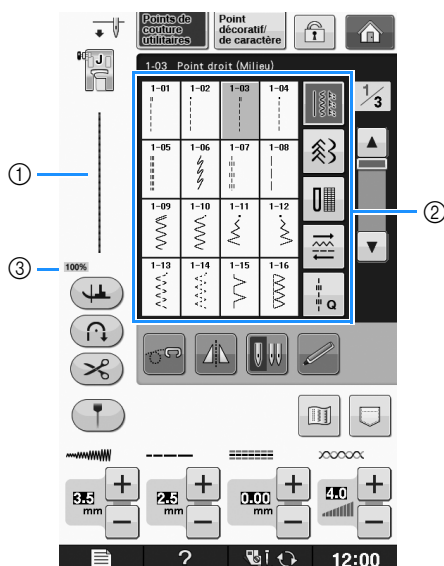 Points de
couture
utilitaires
Point
décoratif/
de caractère
J
1-03 Point droit (Milieu)
1-01 1-02 1-03 1-04
1/3
1-05 1-06 1-07 1-08
1
2
1-09 1-10 1-11 1-12
3
100%
1-13 1-14 1-15 1-16
Q
3.5
mm
2.5
mm
0.00
mm
4.0
+ + + +
− − − −
? 12:00